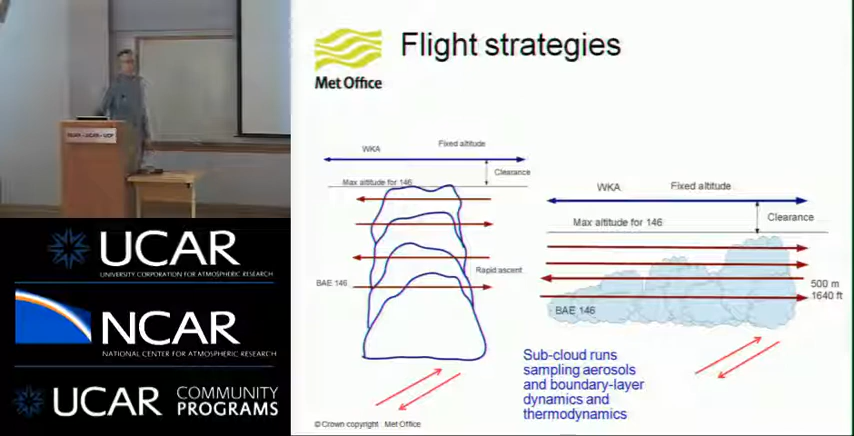 Met Office
Flight strategies
WKA
Fixed altitude
Clearance
Max altitude for 146
Rapid ascent
BAE 146
WKA
Fixed altitude
Max altitude for 146
Clearance
500 m
1640 ft
BAE 146
Sub-cloud runs
sampling aerosols
and boundary-layer
dynamics and
thermodynamics
© Crown copyright Met Office
UCAR
UNIVERSITY CORPORATION FOR ATMOSPHERIC RESEARCH
NCAR
NATIONAL CENTER FOR ATMOSPHERIC RESEARCH
UCAR
COMMUNITY
PROGRAMS